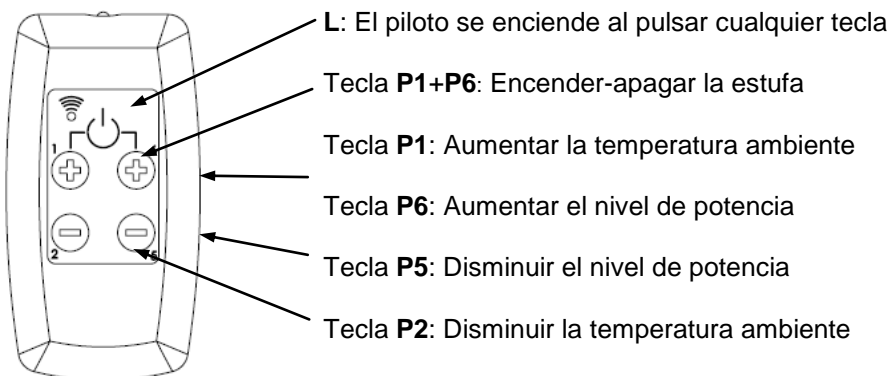 L: El piloto se enciende al pulsar cualquier tecla
Tecla P1+P6: Encender-apagar la estufa
Tecla P1: Aumentar la temperatura ambiente
Tecla P6: Aumentar el nivel de potencia
Tecla P5: Disminuir el nivel de potencia
Tecla P2: Disminuir la temperatura ambiente
1
2